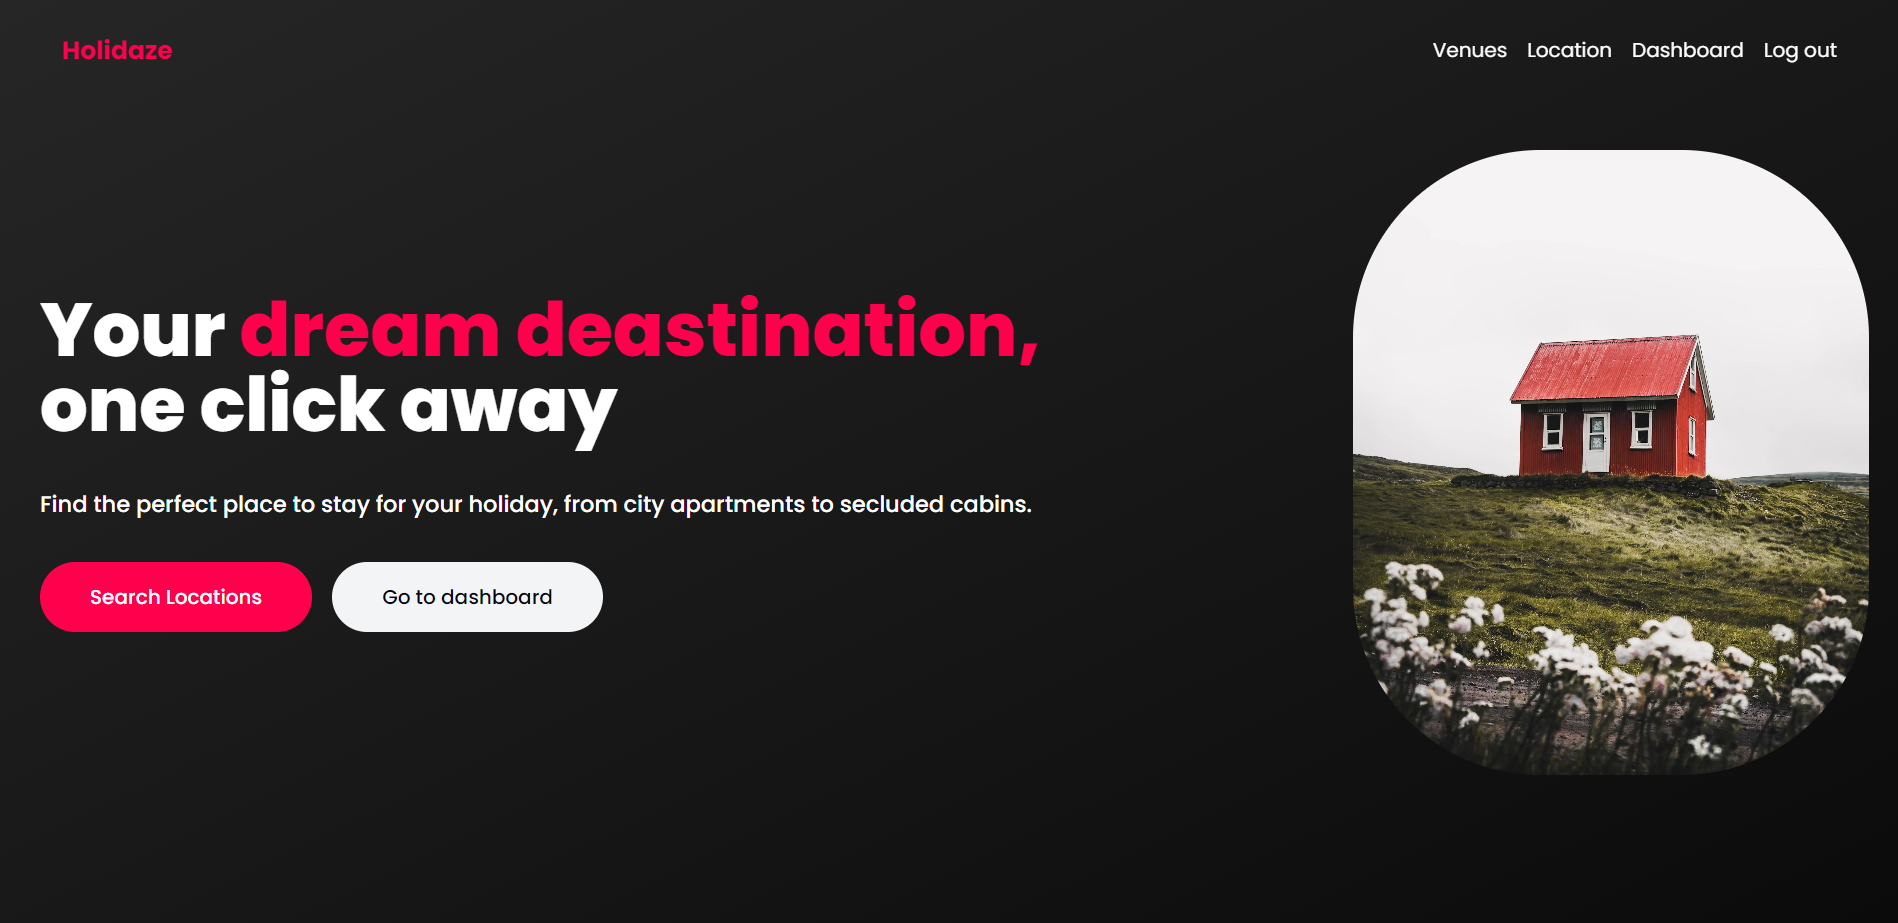 Holidaze
Venues Location Dashboard Log out
Your dream deastination,
one click away
Find the perfect place to stay for your holiday, from city apartments to secluded cabins.
Search Locations Go to dashboard